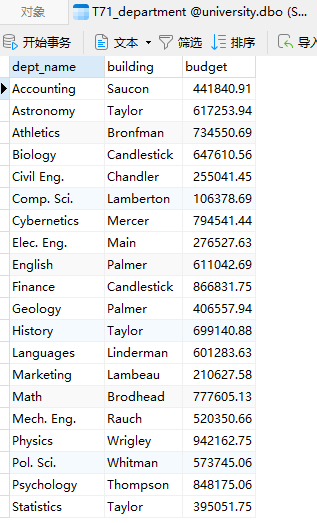 对象 T71_department @university.dbo (S...
开始事务 文本 筛选 排序 导入
dept_name building budget
Accounting Saucon 441840.91
Astronomy Taylor 617253.94
Athletics Bronfman 734550.69
Biology Candlestick 647610.56
Civil Eng. Chandler 255041.45
Comp. Sci. Lamberton 106378.69
Cybernetics Mercer 794541.44
Elec. Eng. Main 276527.63
English Palmer 611042.69
Finance Candlestick 866831.75
Geology Palmer 406557.94
History Taylor 699140.88
Languages Linderman 601283.63
Marketing Lambeau 210627.58
Math Brodhead 777605.13
Mech. Eng. Rauch 520350.66
Physics Wrigley 942162.75
Pol. Sci. Whitman 573745.06
Psychology Thompson 848175.06
Statistics Taylor 395051.75